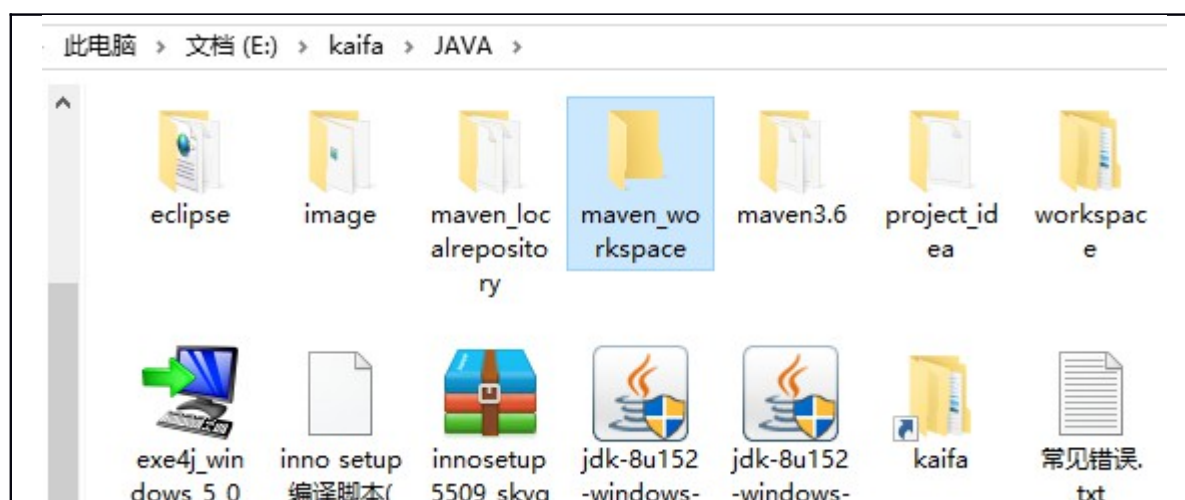 此电脑 > 文档 (E:) > kaifa > JAVA >
eclipse
image
maven_loc
alreposito
ry
maven_wo
rkspace
maven3.6
project_id
ea
workspac
e
exe4j_win
dows_5_0
inno setup
编译脚本(
innosetup
5509_skyg
jdk-8u152
-windows-
jdk-8u152
-windows-
kaifa
常见错误.
txt